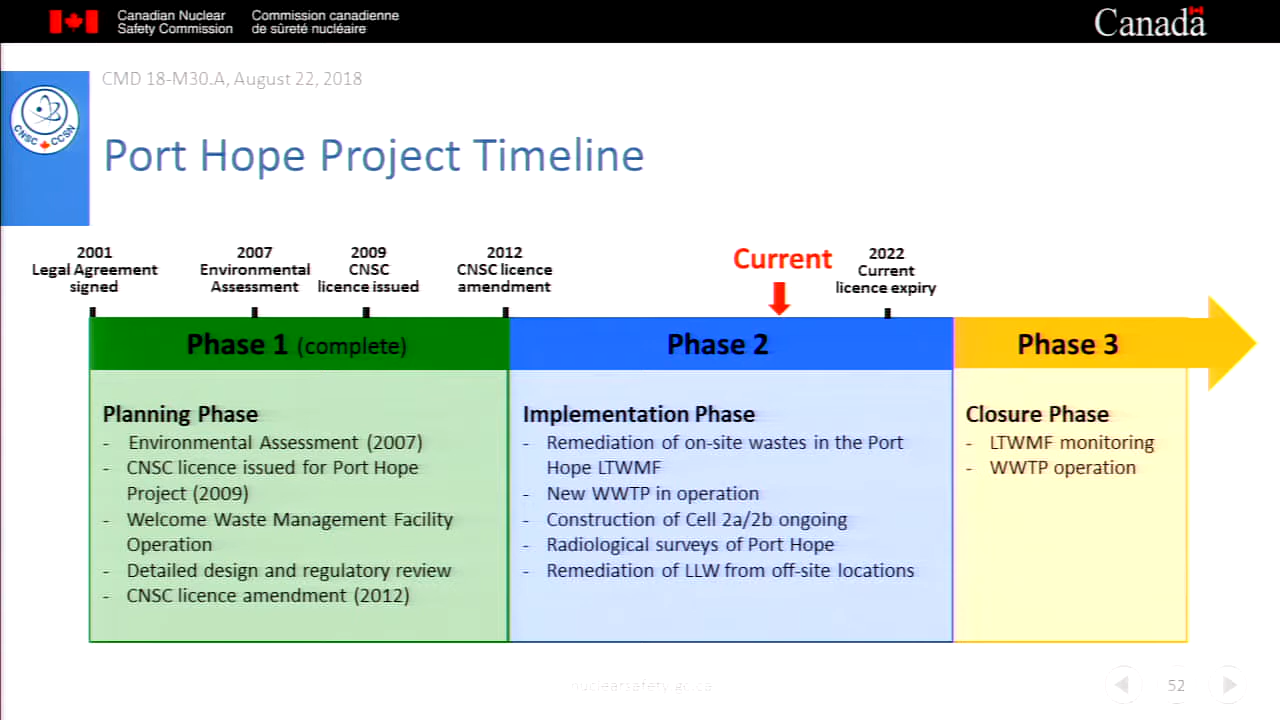 Canadian Nuclear
Safety Commission
Commission canadienne
de sûreté nucléaire
Canada
CMD 18-M30.A, August 22, 2018
CNSC CCSN
Port Hope Project Timeline
2001
Legal Agreement
signed
2007
Environmental
Assessment
2009
CNSC
licence issued
2012
CNSC licence
amendment
Current
2022
Current
licence expiry
Phase 1 (complete)
Phase 2
Phase 3
Planning Phase
- Environmental Assessment (2007)
- CNSC licence issued for Port Hope
Project (2009)
- Welcome Waste Management Facility
Operation
- Detailed design and regulatory review
- CNSC licence amendment (2012)
Implementation Phase
- Remediation of on-site wastes in the Port
Hope LTWMF
- New WWTP in operation
- Construction of Cell 2a/2b ongoing
- Radiological surveys of Port Hope
- Remediation of LLW from off-site locations
Closure Phase
- LTWMF monitoring
- WWTP operation
nuclearsafety.gc.ca
52